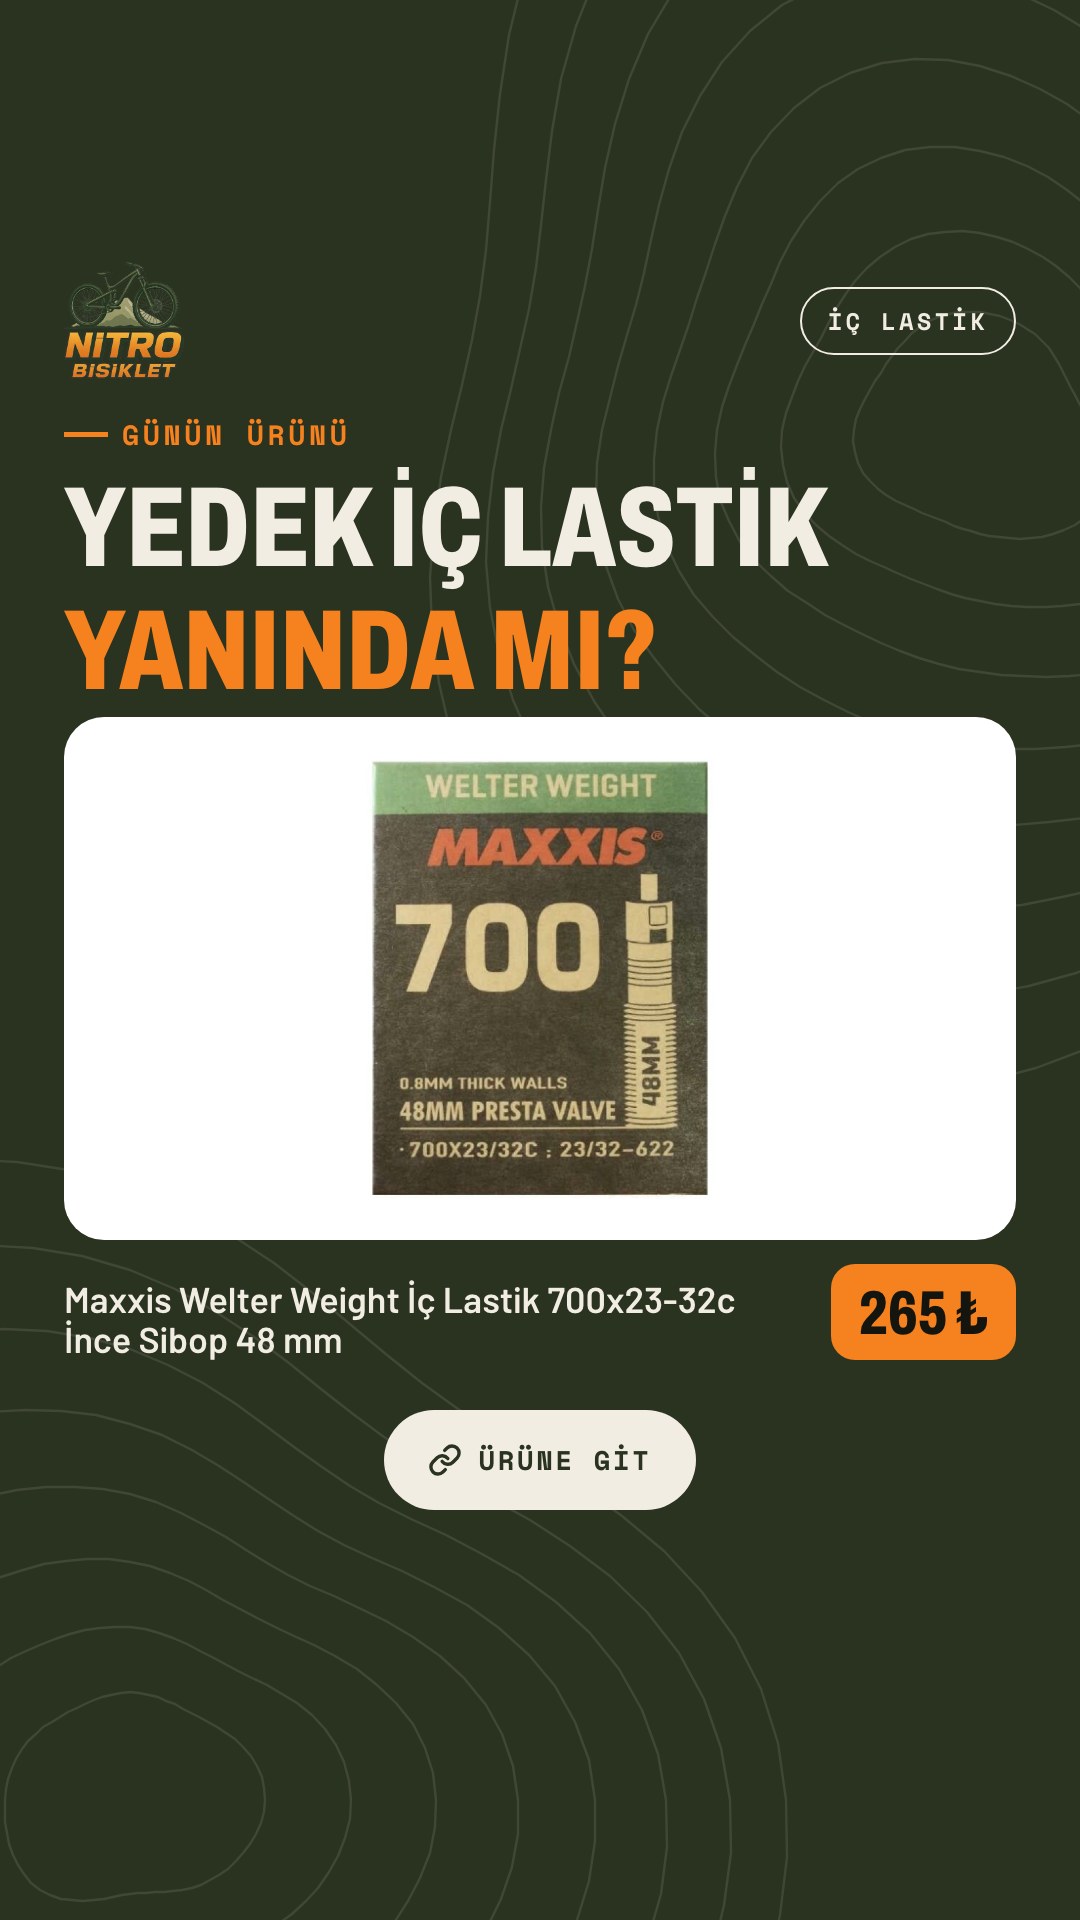 NiTRO
BiSiKLET
İÇ LASTİK
GÜNÜN ÜRÜNÜ
YEDEK İÇ LASTİK
YANINDA MI?
WELTER WEIGHT
MAXXIS®
700
48MM
0.8MM THICK WALLS
48MM PRESTA VALVE
·700X23/32C ; 23/32-622
Maxxis Welter Weight İç Lastik 700x23-32c
İnce Sibop 48 mm
265 ₺
ÜRÜNE GİT